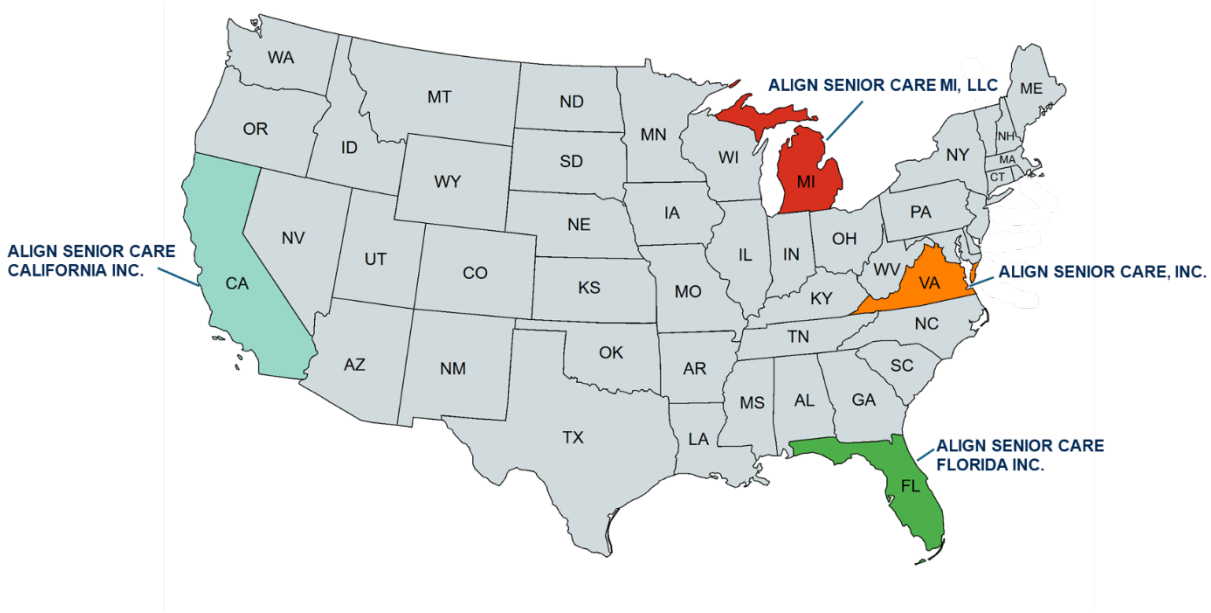 WA
MT
ND
MN
ME
ALIGN SENIOR CARE MI, LLC
OR
ID
SD
WI
NY
NH
MA
CT
WY
MI
IA
NE
PA
ALIGN SENIOR CARE
CALIFORNIA INC.
NV
UT
CO
IL
IN
OH
WV
VA
ALIGN SENIOR CARE, INC.
CA
KS
MO
KY
NC
TN
AZ
NM
OK
AR
SC
MS
AL
GA
TX
LA
ALIGN SENIOR CARE
FLORIDA INC.
FL